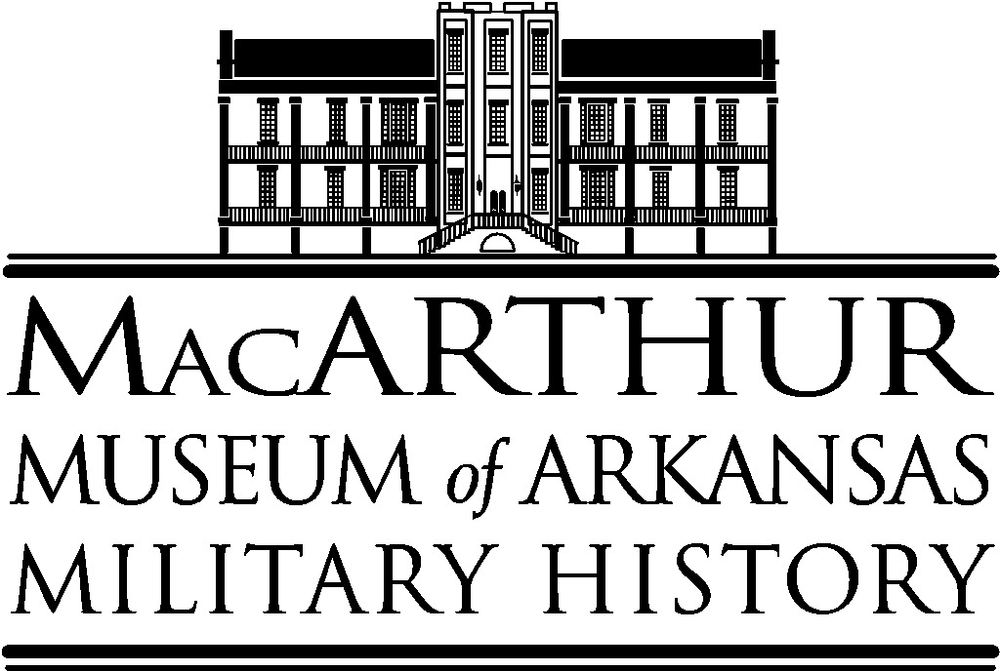 MacARTHUR
MUSEUM of ARKANSAS
MILITARY HISTORY